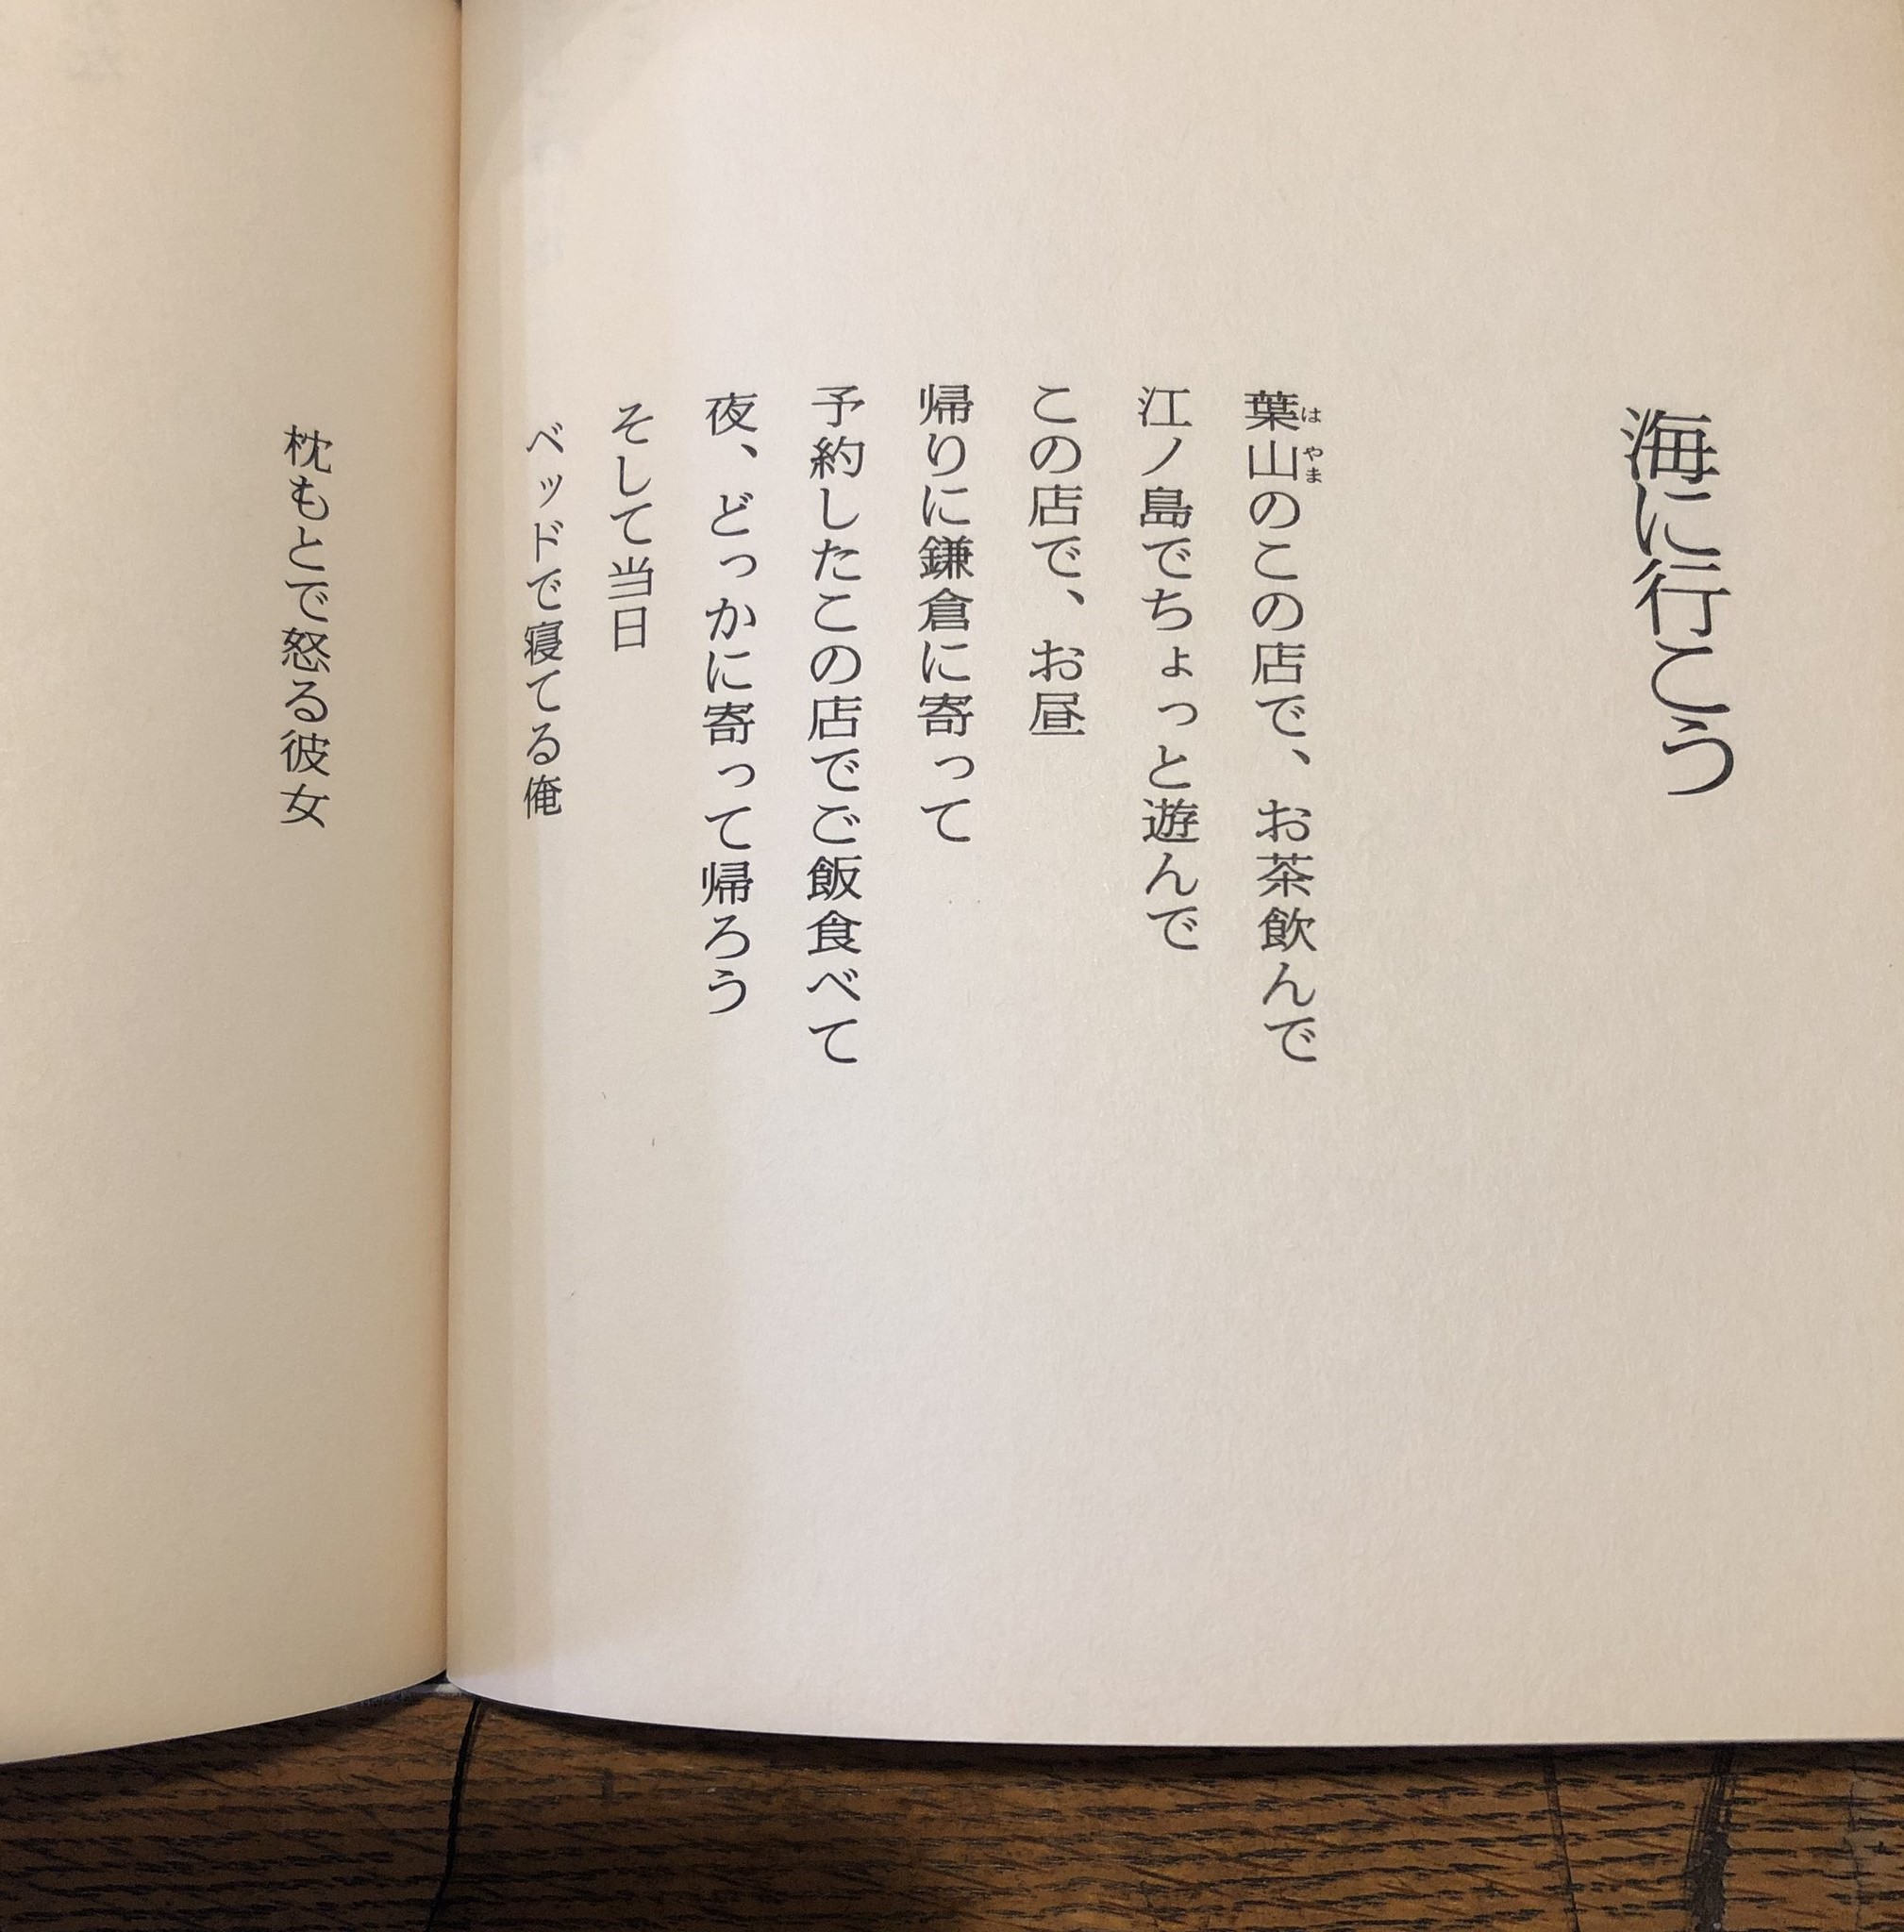 海に行こう
葉山のこの店で、お茶飲んで
はやま
江ノ島でちょっと遊んで
この店で、お昼
帰りに鎌倉に寄って
予約したこの店でご飯食べて
夜、どっかに寄って帰ろう
そして当日
ベッドで寝てる俺
枕もとで怒る彼女